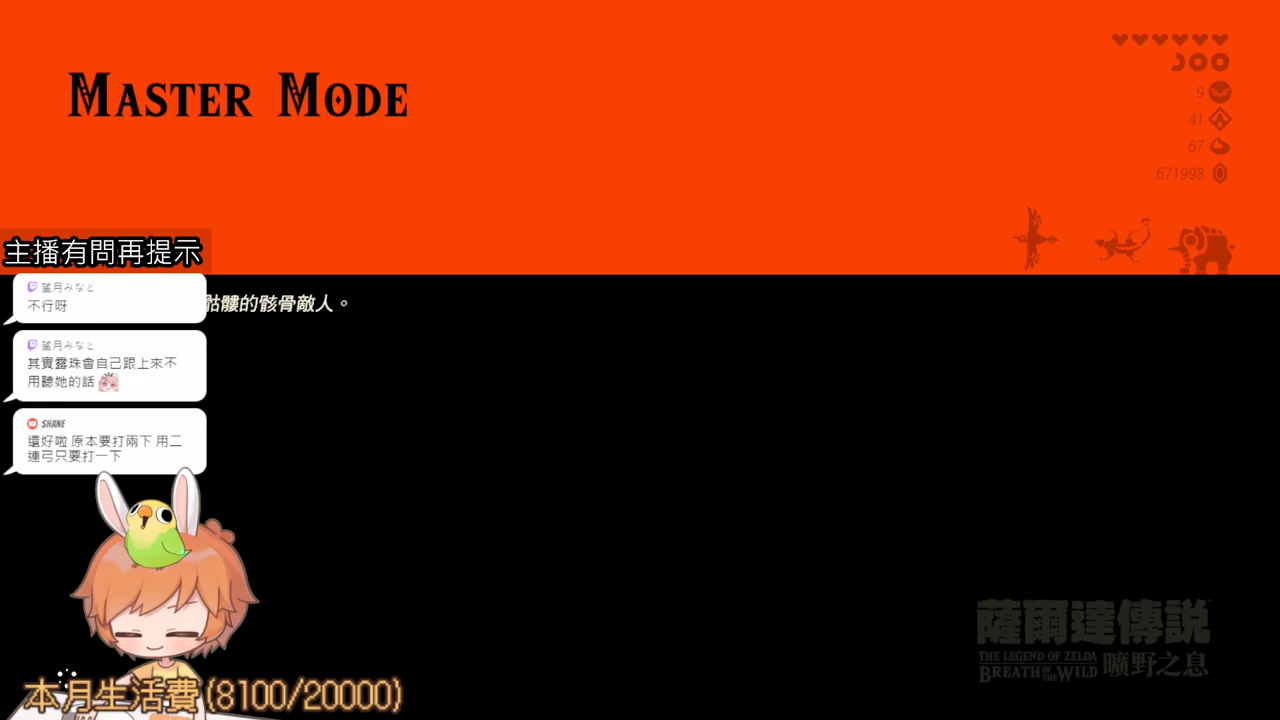 MASTER MODE
9
41
67
671998
主播有問再提示
望月みなと
不行呀
骷髏的骸骨敵人。
望月みなと
其實露珠會自己跟上來不
用聽她的話
SHANE
還好啦 原本要打兩下 用二
連弓只要打一下
本月生活費(8100/20000)
薩爾達傳說
THE LEGEND OF ZELDA
BREATH OF THE WILD 曠野之息